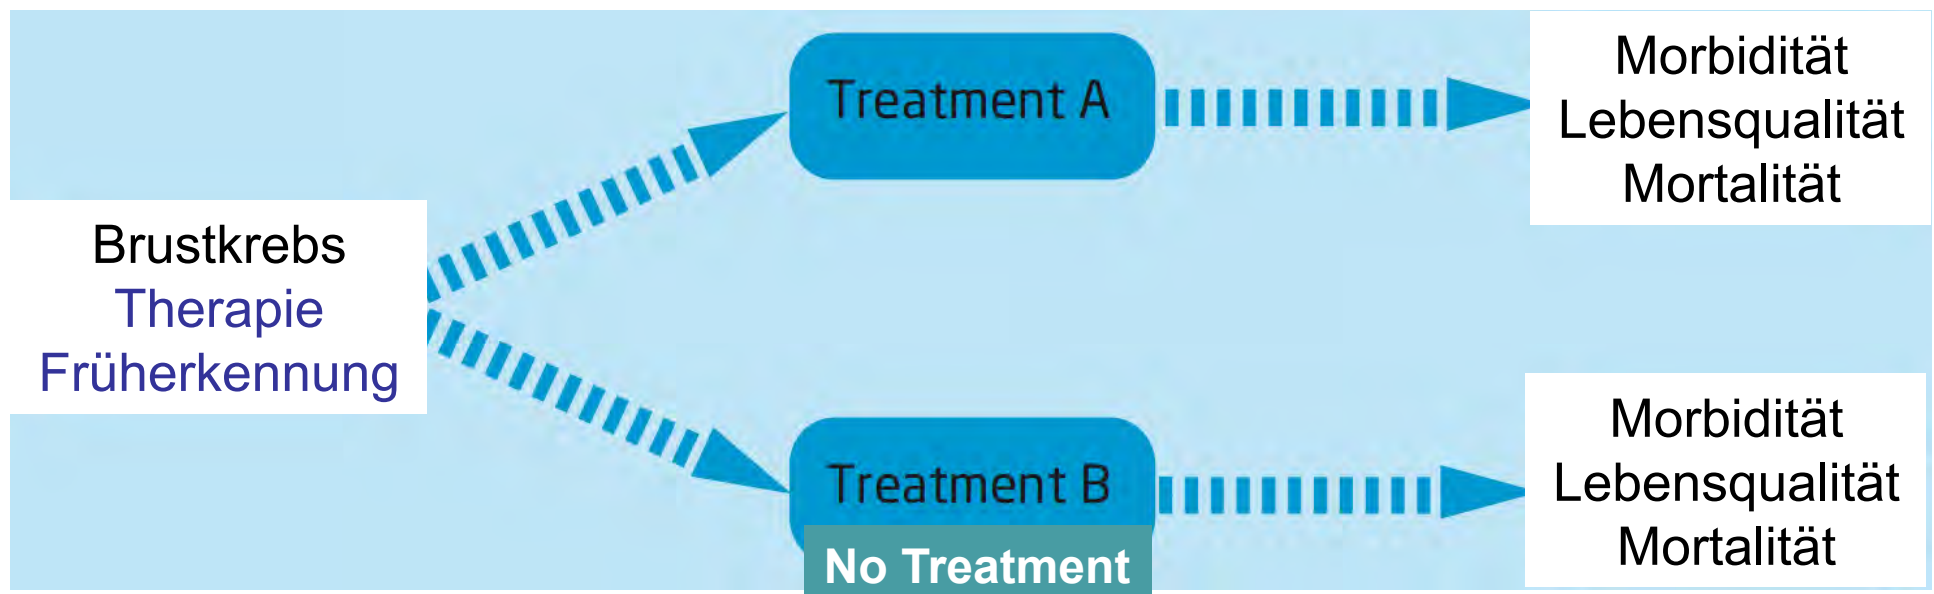 Brustkrebs
Therapie
Früherkennung
Treatment A
Morbidität
Lebensqualität
Mortalität
Treatment B
No Treatment
Morbidität
Lebensqualität
Mortalität